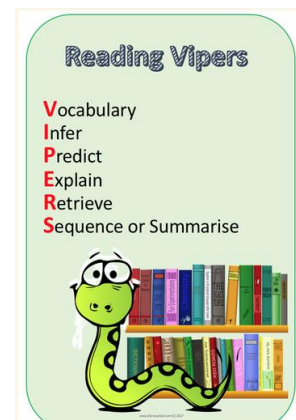 Reading Vipers
Vocabulary
Infer
Predict
Explain
Retrieve
Sequence or Summarise